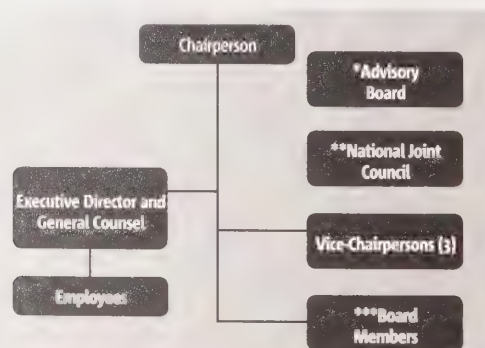 Chairperson
*Advisory
Board
**National Joint
Council
Executive Director and
General Counsel
Vice-Chairpersons (3)
Employees
***Board
Members